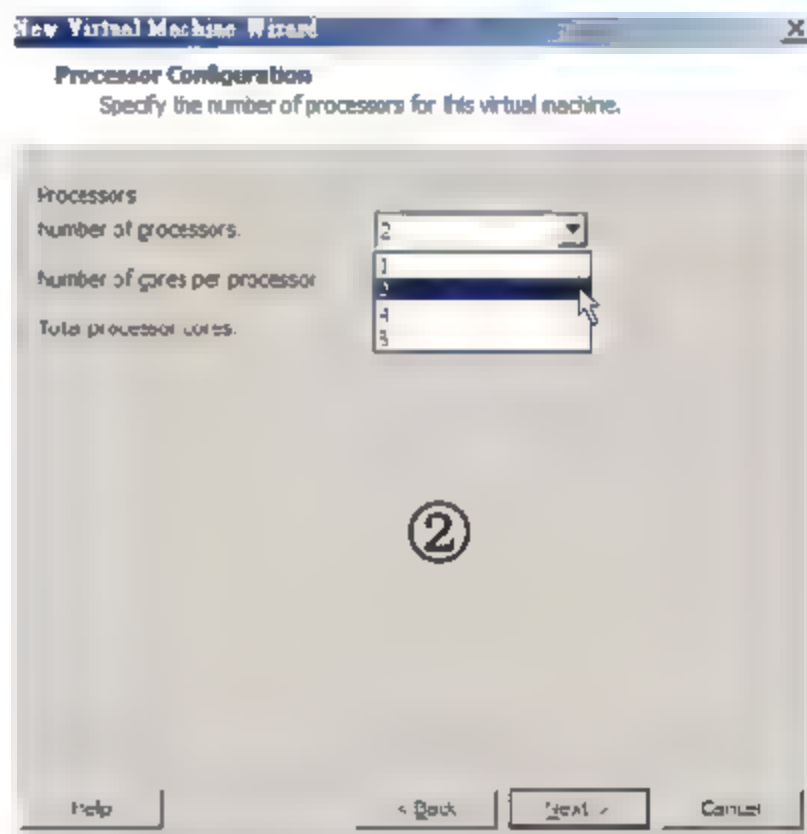 New Virtual Machine Wizard
Processor Configuration
Specify the number of processors for this virtual machine.
Processors
Number of processors:
2
1
2
4
Number of cores per processor
Total processor cores:
②
Help
< Back
Next >
Cancel